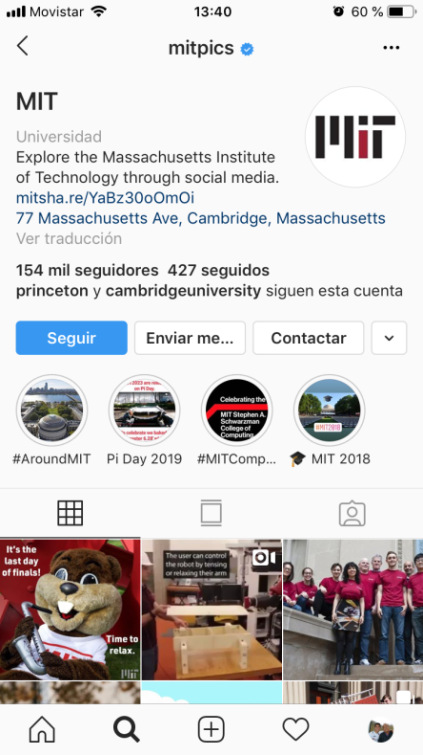 Movistar 13:40 60 %
mitpics
MIT
MIT
Universidad
Explore the Massachusetts Institute
of Technology through social media.
mitsha.re/YaBz30oOmOi
77 Massachusetts Ave, Cambridge, Massachusetts
Ver traducción
154 mil seguidores 427 seguidos
princeton y cambridgeuniversity siguen esta cuenta
Seguir Enviar me... Contactar
Celebrating the
MIT Stephen A.
Schwarzman
College of
Computing
#AroundMIT Pi Day 2019 #MITComp... 🎓 MIT 2018
It's the
last day
of finals!
Time to
relax.
MIT
The user can control
the robot by tensing
or relaxing their arm